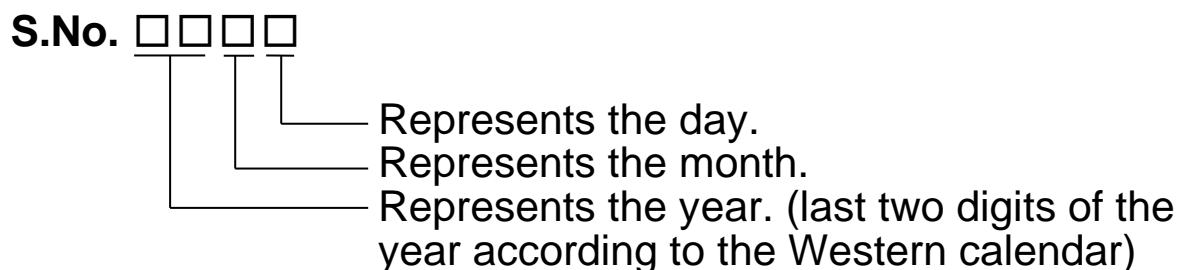 S.No. □□□□
Represents the day.
Represents the month.
Represents the year. (last two digits of the
year according to the Western calendar)